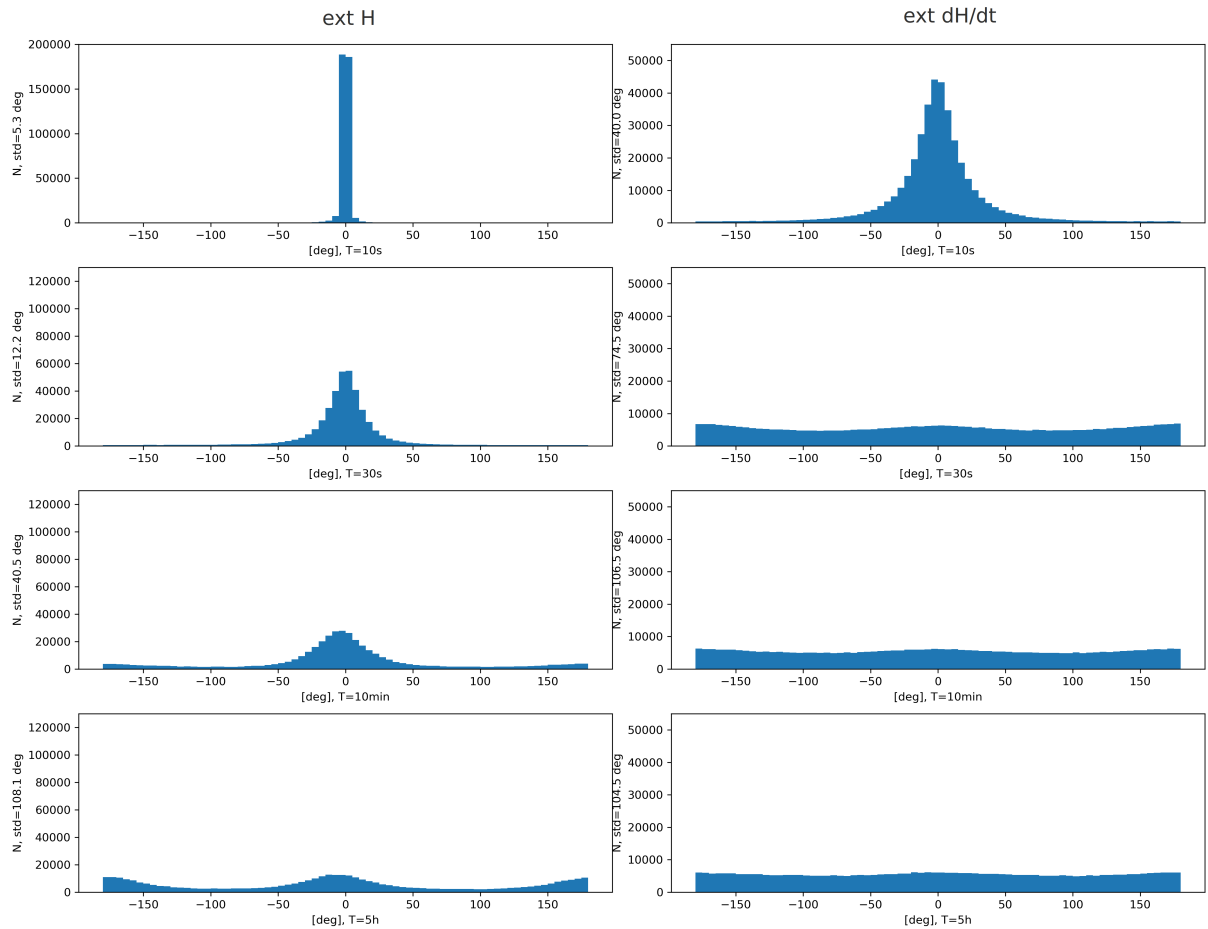 ext H
ext dH/dt
200000
150000
100000
50000
0
N, std=5.3 deg
−150 −100 −50 0 50 100 150
[deg], T=10s
50000
40000
30000
20000
10000
0
N, std=40.0 deg
−150 −100 −50 0 50 100 150
[deg], T=10s
120000
100000
80000
60000
40000
20000
0
N, std=12.2 deg
−150 −100 −50 0 50 100 150
[deg], T=30s
50000
40000
30000
20000
10000
0
N, std=74.5 deg
−150 −100 −50 0 50 100 150
[deg], T=30s
120000
100000
80000
60000
40000
20000
0
N, std=40.5 deg
−150 −100 −50 0 50 100 150
[deg], T=10min
50000
40000
30000
20000
10000
0
N, std=106.5 deg
−150 −100 −50 0 50 100 150
[deg], T=10min
120000
100000
80000
60000
40000
20000
0
N, std=108.1 deg
−150 −100 −50 0 50 100 150
[deg], T=5h
50000
40000
30000
20000
10000
0
N, std=104.5 deg
−150 −100 −50 0 50 100 150
[deg], T=5h